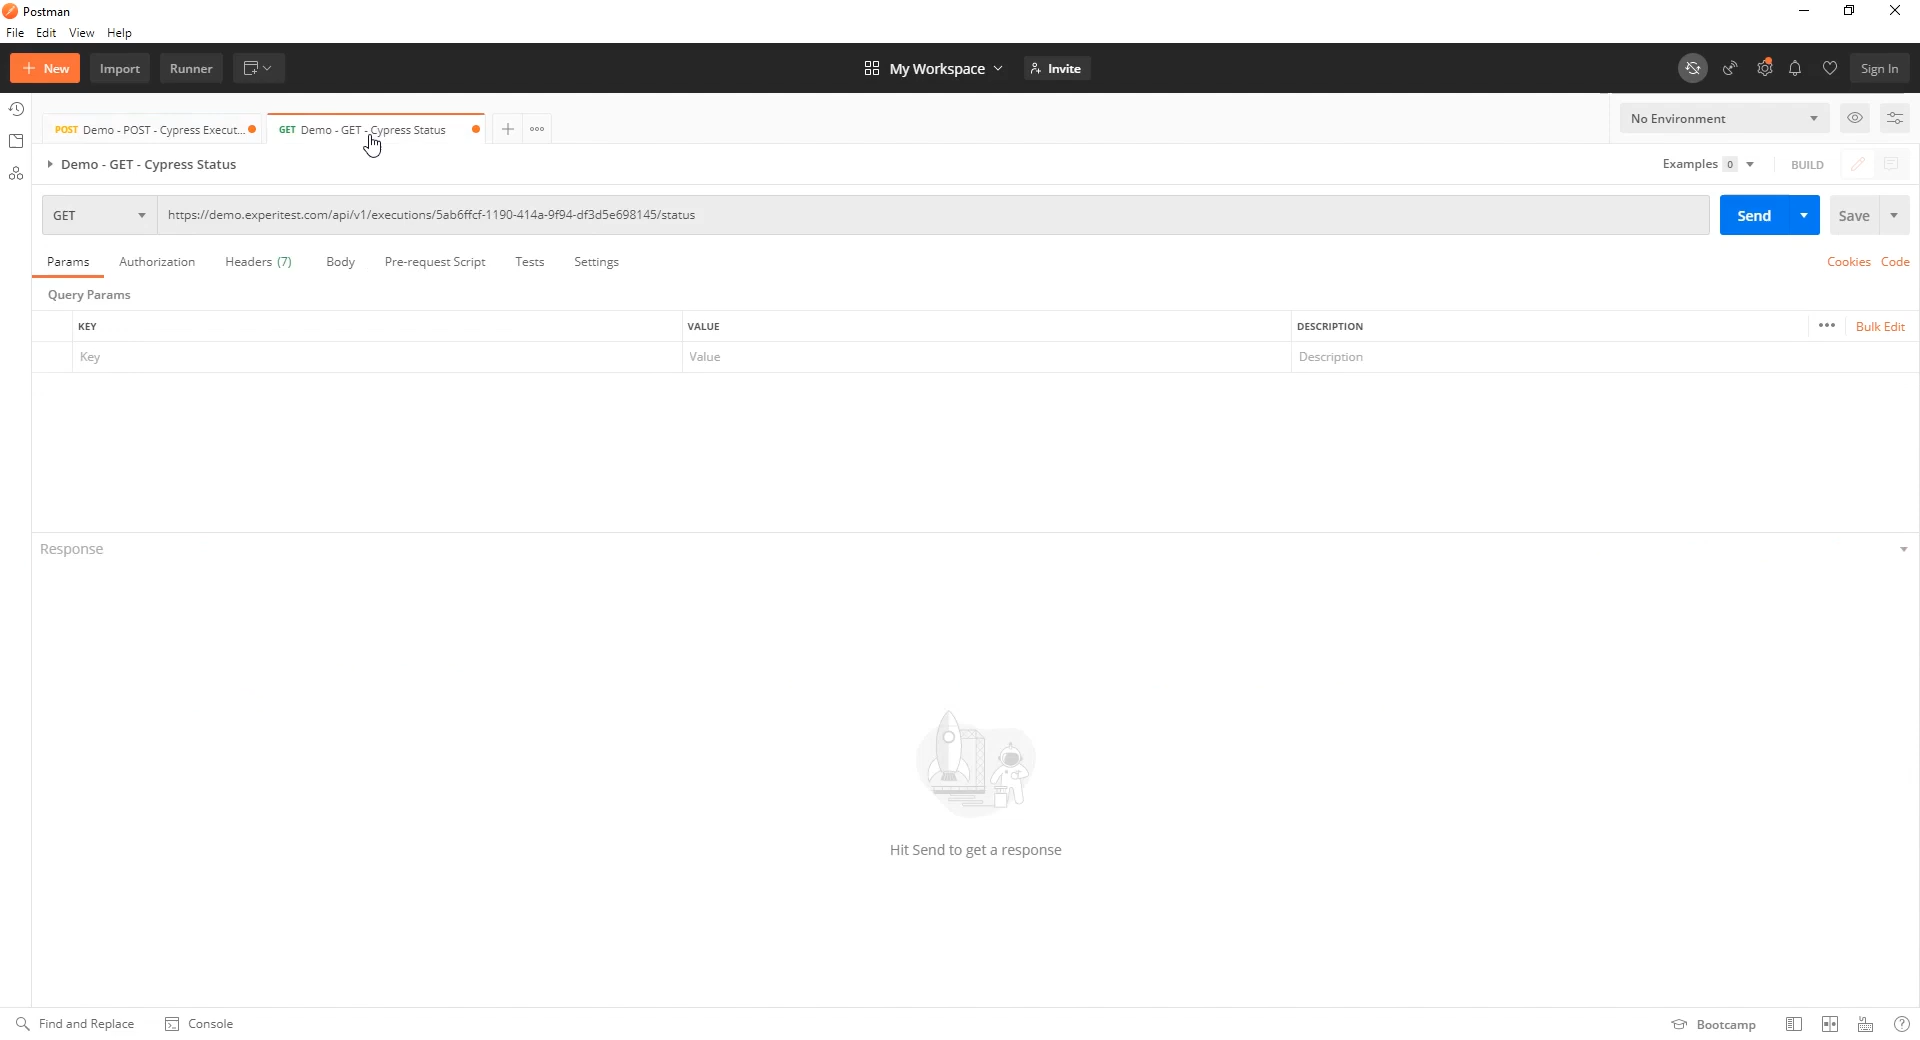 Postman
File Edit View Help
New Import Runner My Workspace Invite Sign In
POST Demo - POST - Cypress Execut... GET Demo - GET - Cypress Status No Environment
Demo - GET - Cypress Status Examples 0 BUILD
GET https://demo.experitest.com/api/v1/executions/5ab6ffcf-1190-414a-9f94-df3d5e698145/status Send Save
Params Authorization Headers (7) Body Pre-request Script Tests Settings Cookies Code
Query Params
KEY VALUE DESCRIPTION Bulk Edit
Key Value Description
Response
Hit Send to get a response
Find and Replace Console Bootcamp